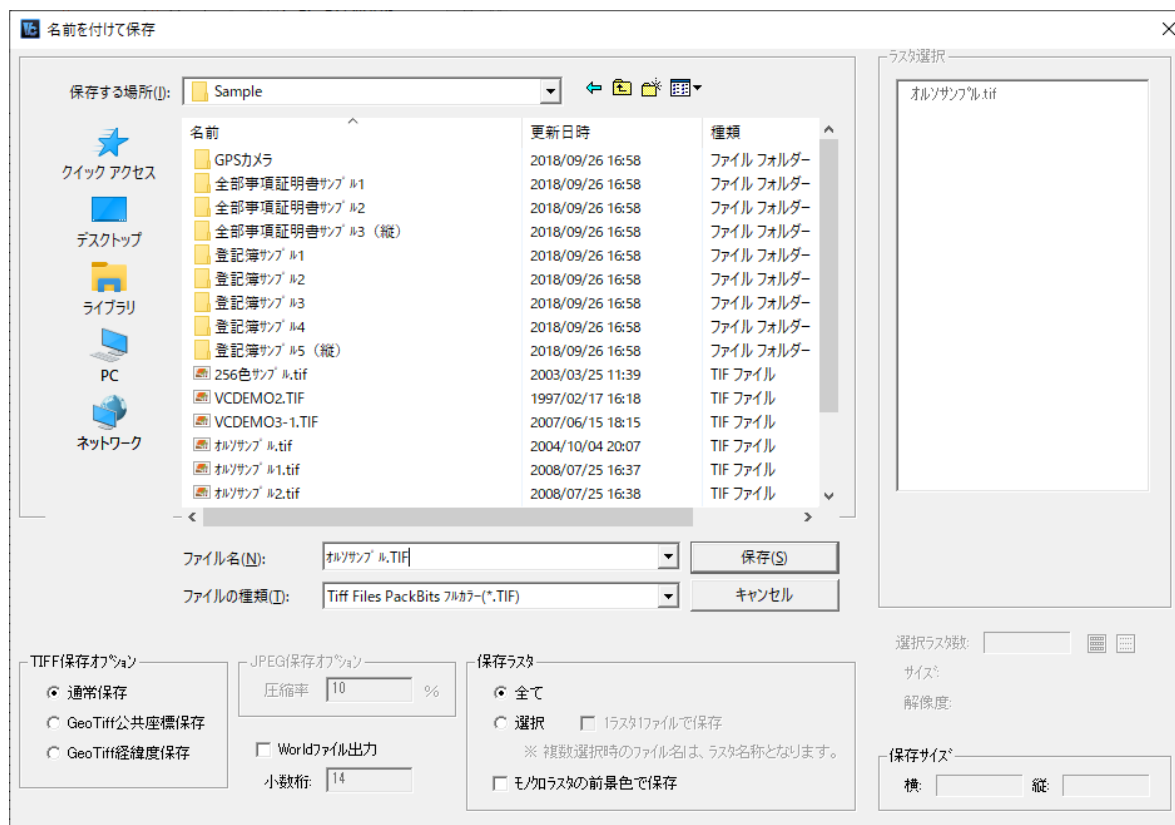 名前を付けて保存
保存する場所(I):
Sample
クイック アクセス
デスクトップ
ライブラリ
PC
ネットワーク
名前 更新日時 種類
GPSカメラ 2018/09/26 16:58 ファイル フォルダー
全部事項証明書ｻﾝﾌﾟﾙ1 2018/09/26 16:58 ファイル フォルダー
全部事項証明書ｻﾝﾌﾟﾙ2 2018/09/26 16:58 ファイル フォルダー
全部事項証明書ｻﾝﾌﾟﾙ3（縦） 2018/09/26 16:58 ファイル フォルダー
登記簿ｻﾝﾌﾟﾙ1 2018/09/26 16:58 ファイル フォルダー
登記簿ｻﾝﾌﾟﾙ2 2018/09/26 16:58 ファイル フォルダー
登記簿ｻﾝﾌﾟﾙ3 2018/09/26 16:58 ファイル フォルダー
登記簿ｻﾝﾌﾟﾙ4 2018/09/26 16:58 ファイル フォルダー
登記簿ｻﾝﾌﾟﾙ5（縦） 2018/09/26 16:58 ファイル フォルダー
256色ｻﾝﾌﾟﾙ.tif 2003/03/25 11:39 TIF ファイル
VCDEMO2.TIF 1997/02/17 16:18 TIF ファイル
VCDEMO3-1.TIF 2007/06/15 18:15 TIF ファイル
ｵﾙｿｻﾝﾌﾟﾙ.tif 2004/10/04 20:07 TIF ファイル
ｵﾙｿｻﾝﾌﾟﾙ1.tif 2008/07/25 16:37 TIF ファイル
ｵﾙｿｻﾝﾌﾟﾙ2.tif 2008/07/25 16:38 TIF ファイル
ファイル名(N): ｵﾙｿｻﾝﾌﾟﾙ.TIF 保存(S)
ファイルの種類(T): Tiff Files PackBits ﾌﾙｶﾗｰ(*.TIF) キャンセル
ﾗｽﾀ選択
ｵﾙｿｻﾝﾌﾟﾙ.tif
選択ﾗｽﾀ数:
ｻｲｽﾞ:
解像度:
TIFF保存ｵﾌﾟｼｮﾝ
通常保存
GeoTiff公共座標保存
GeoTiff経緯度保存
JPEG保存ｵﾌﾟｼｮﾝ
圧縮率 10 %
Worldﾌｧｲﾙ出力
小数桁: 14
保存ﾗｽﾀ
全て
選択 1ﾗｽﾀ1ﾌｧｲﾙで保存
※ 複数選択時のﾌｧｲﾙ名は、ﾗｽﾀ名称となります。
ﾓﾉｸﾛﾗｽﾀの前景色で保存
保存ｻｲｽﾞ
横: 縦: